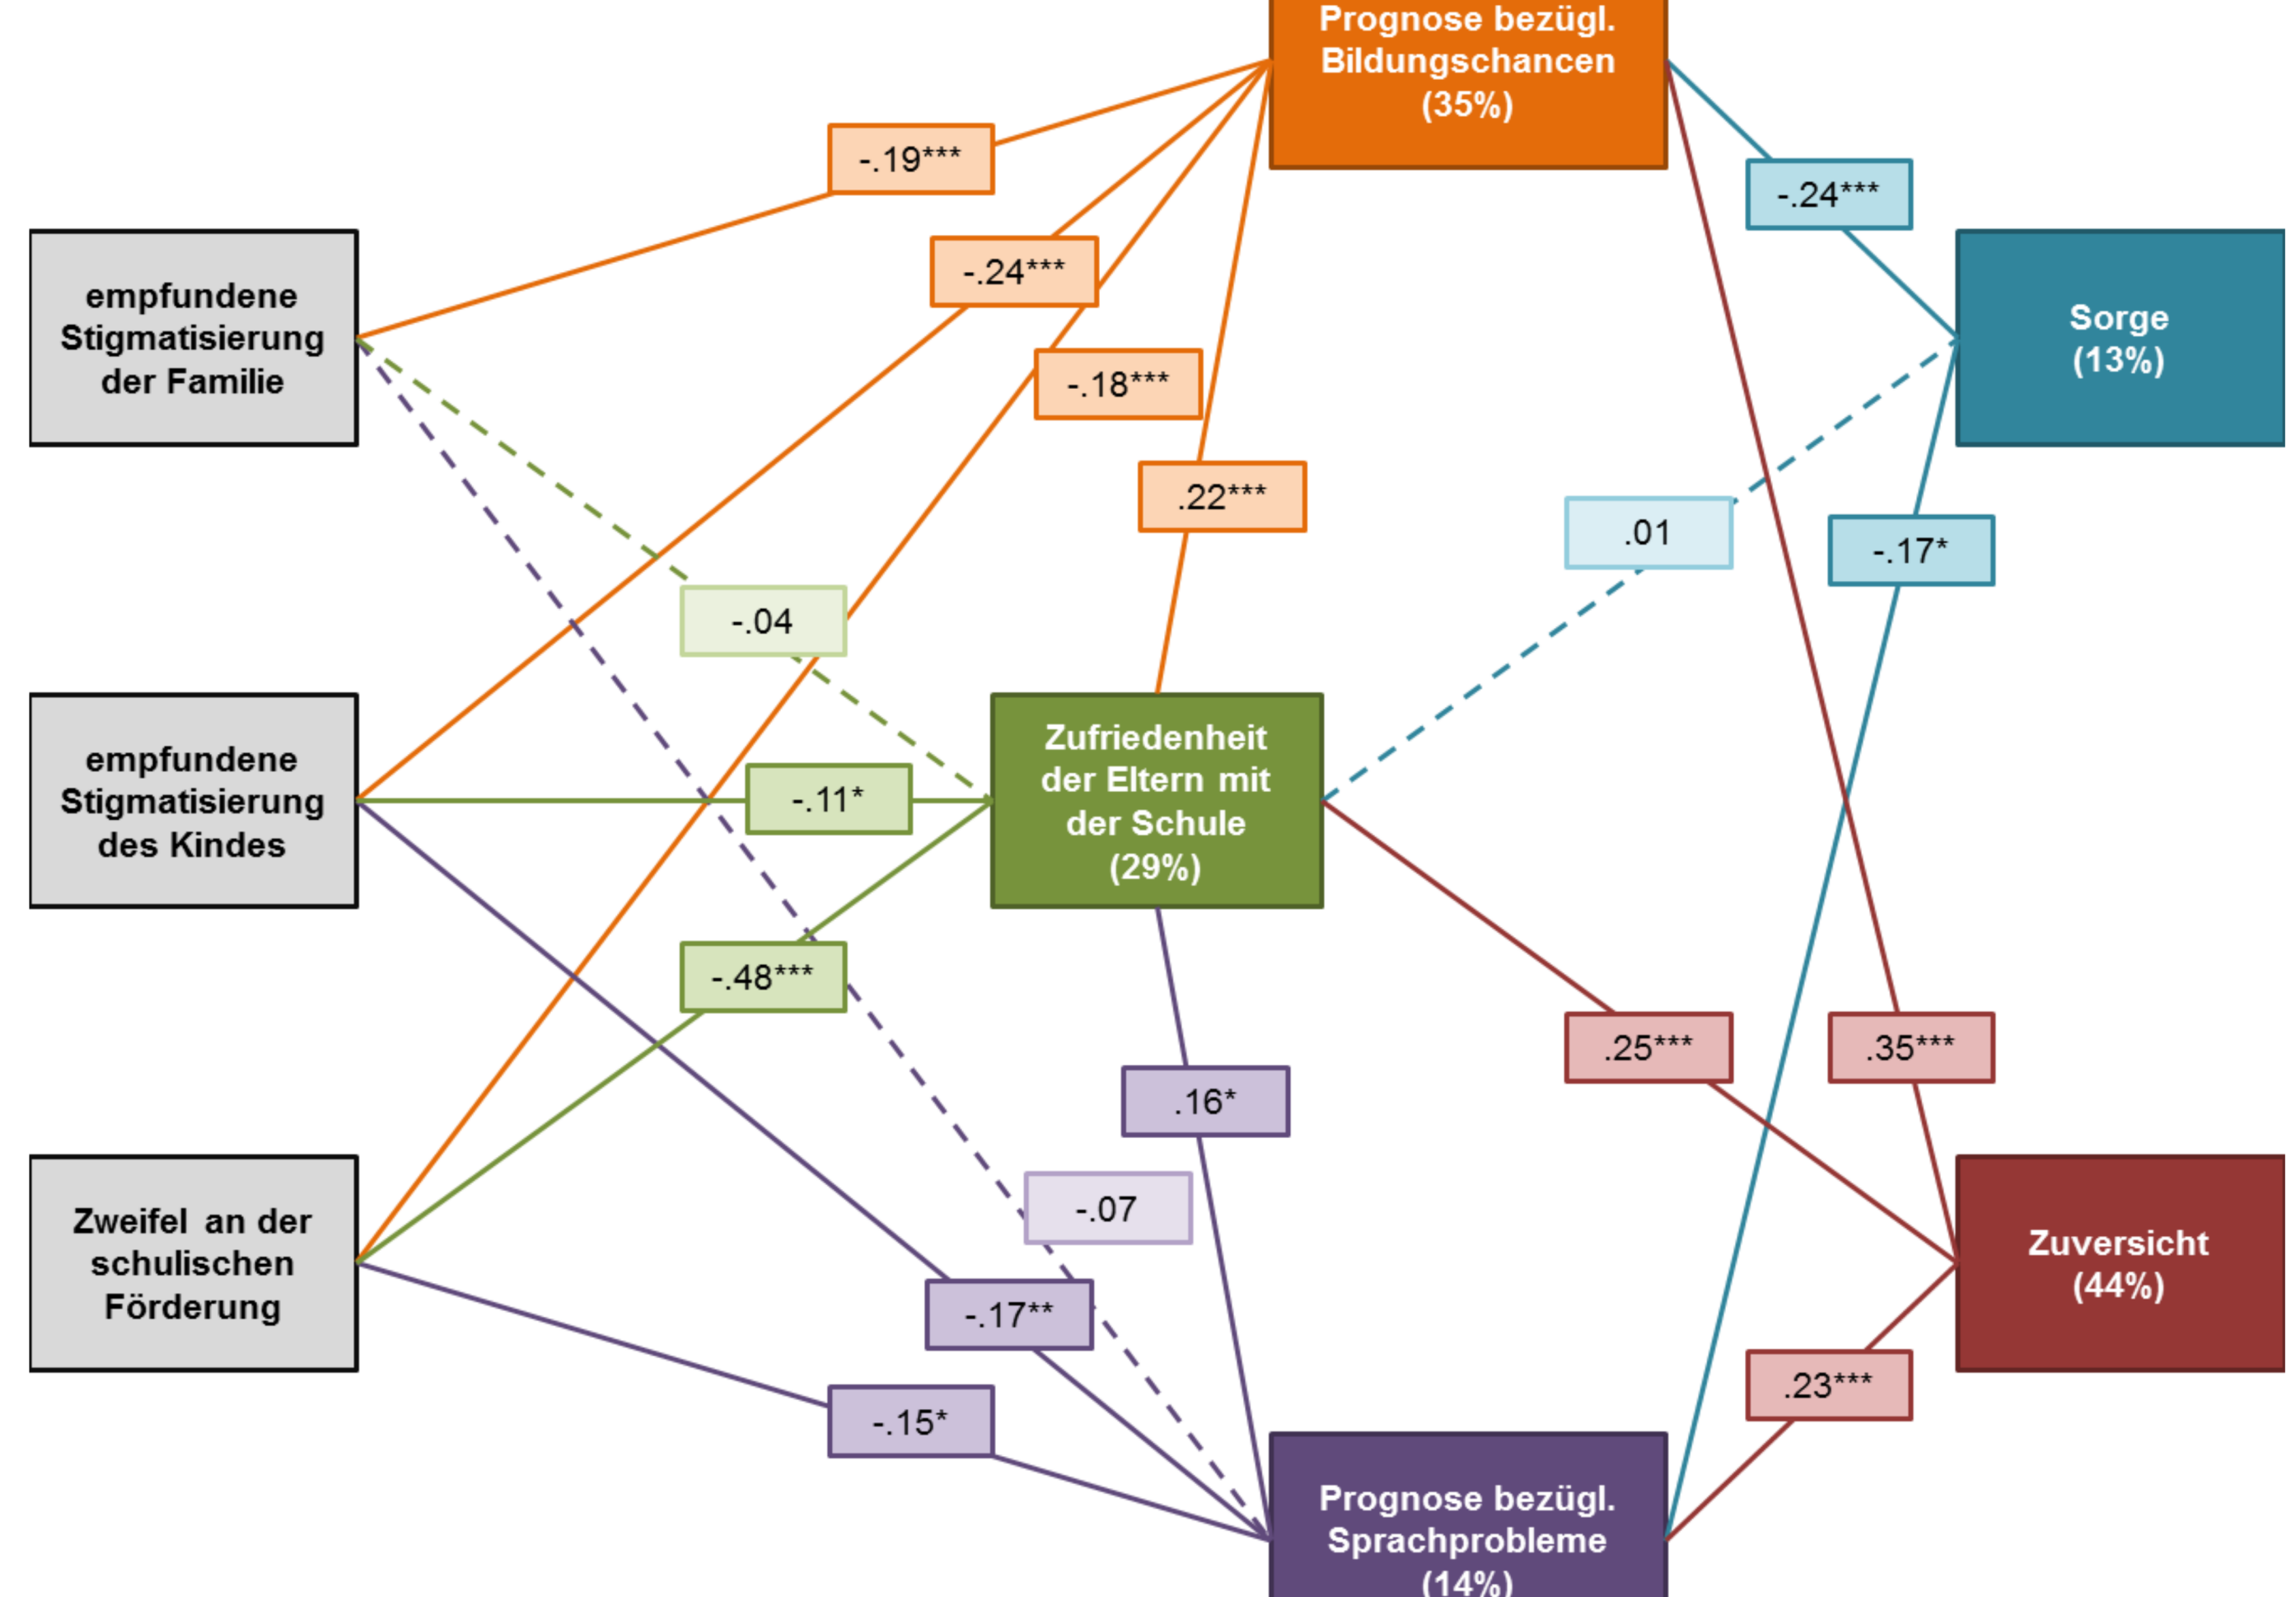 Prognose bezügl.
Bildungschancen
(35%)
-.19***
-.24***
-.24***
empfundene
Stigmatisierung
der Familie
Sorge
(13%)
-.18***
.22***
.01
-.17*
-.04
empfundene
Stigmatisierung
des Kindes
-.11*
Zufriedenheit
der Eltern mit
der Schule
(29%)
-.48***
.25***
.35***
.16*
-.07
Zweifel an der
schulischen
Förderung
Zuversicht
(44%)
-.17**
.23***
-.15*
Prognose bezügl.
Sprachprobleme
(14%)